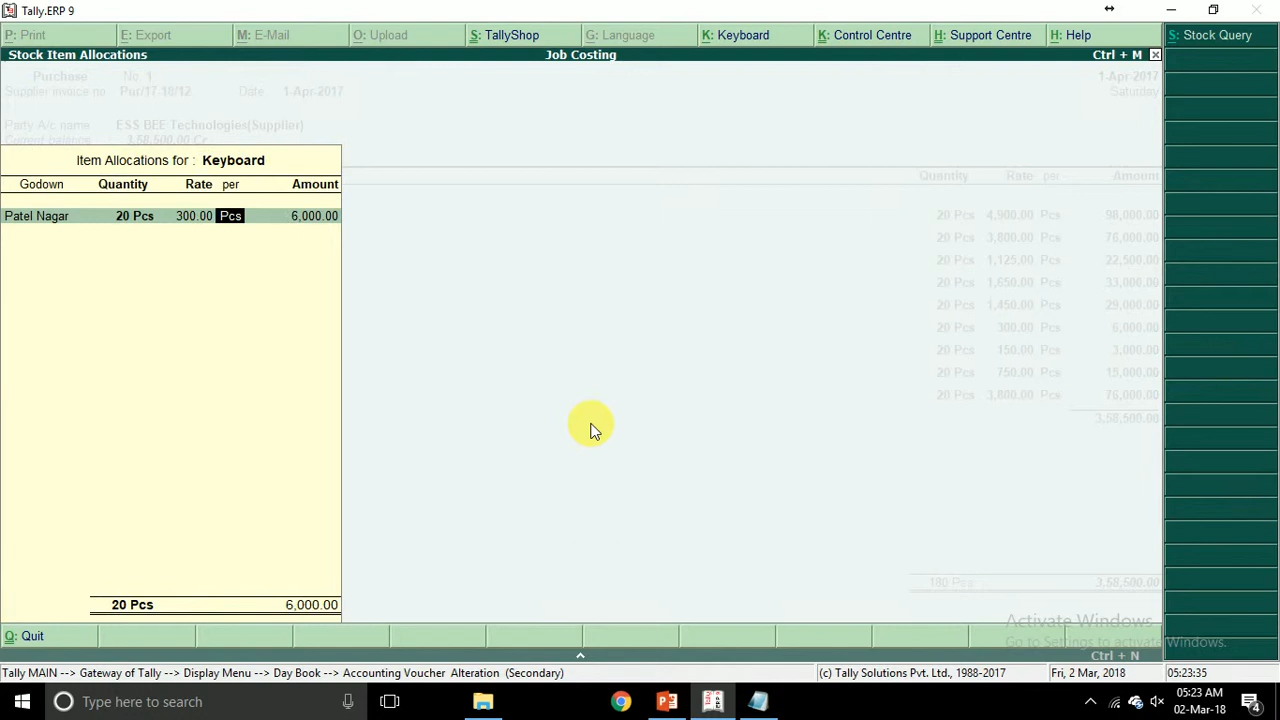 Tally.ERP 9
P: Print
E: Export
M: E-Mail
O: Upload
S: TallyShop
G: Language
K: Keyboard
K: Control Centre
H: Support Centre
H: Help
S: Stock Query
Stock Item Allocations
Job Costing
Ctrl + M
Purchase No. 1
1-Apr-2017
Supplier invoice no Pur/17.18/12 Date 1-Apr-2017
Saturday
Party A/c name ESS BEE Technologies(Supplier)
Current balance 3,58,500.00 Cr
Item Allocations for : Keyboard
Godown Quantity Rate per Amount
Patel Nagar 20 Pcs 300.00 Pcs 6,000.00
20 Pcs 6,000.00
Quantity Rate per Amount
20 Pcs 4,900.00 Pcs 98,000.00
20 Pcs 3,800.00 Pcs 76,000.00
20 Pcs 1,125.00 Pcs 22,500.00
20 Pcs 1,650.00 Pcs 33,000.00
20 Pcs 1,450.00 Pcs 29,000.00
20 Pcs 300.00 Pcs 6,000.00
20 Pcs 150.00 Pcs 3,000.00
20 Pcs 750.00 Pcs 15,000.00
20 Pcs 3,800.00 Pcs 76,000.00
3,58,500.00
180 Pcs 3,58,500.00
Activate Windows
Go to Settings to activate Windows.
Q: Quit
Ctrl + N
Tally MAIN --> Gateway of Tally --> Display Menu --> Day Book --> Accounting Voucher Alteration (Secondary)
(c) Tally Solutions Pvt. Ltd., 1988-2017
Fri, 2 Mar, 2018
05:23:35
Type here to search
05:23 AM
02-Mar-18
4